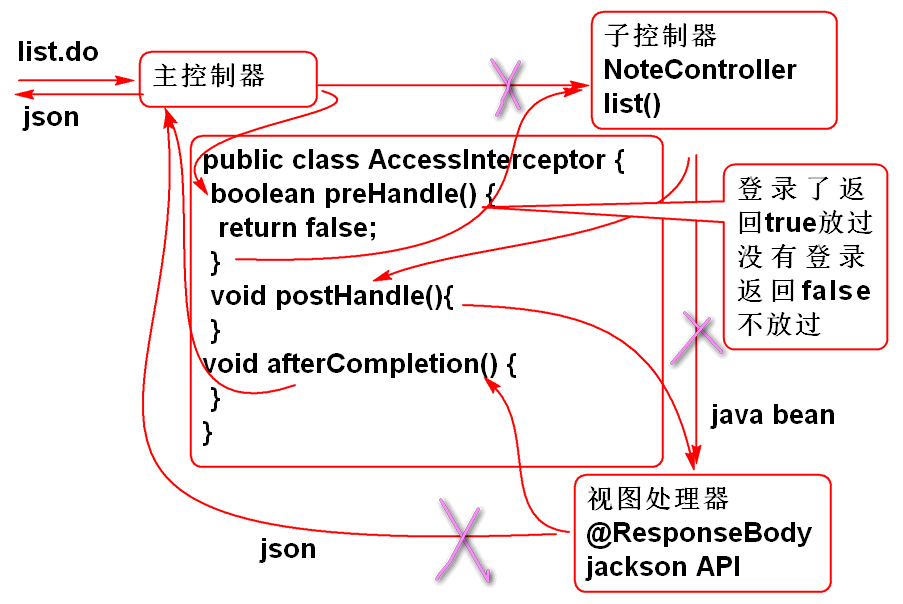 list.do
json
主控制器
子控制器
NoteController
list()
public class AccessInterceptor {
boolean preHandle() {
return false;
}
void postHandle(){
}
void afterCompletion() {
}
}
登录了返
回true放过
没有登录
返回false
不放过
java bean
视图处理器
@ResponseBody
jackson API
json